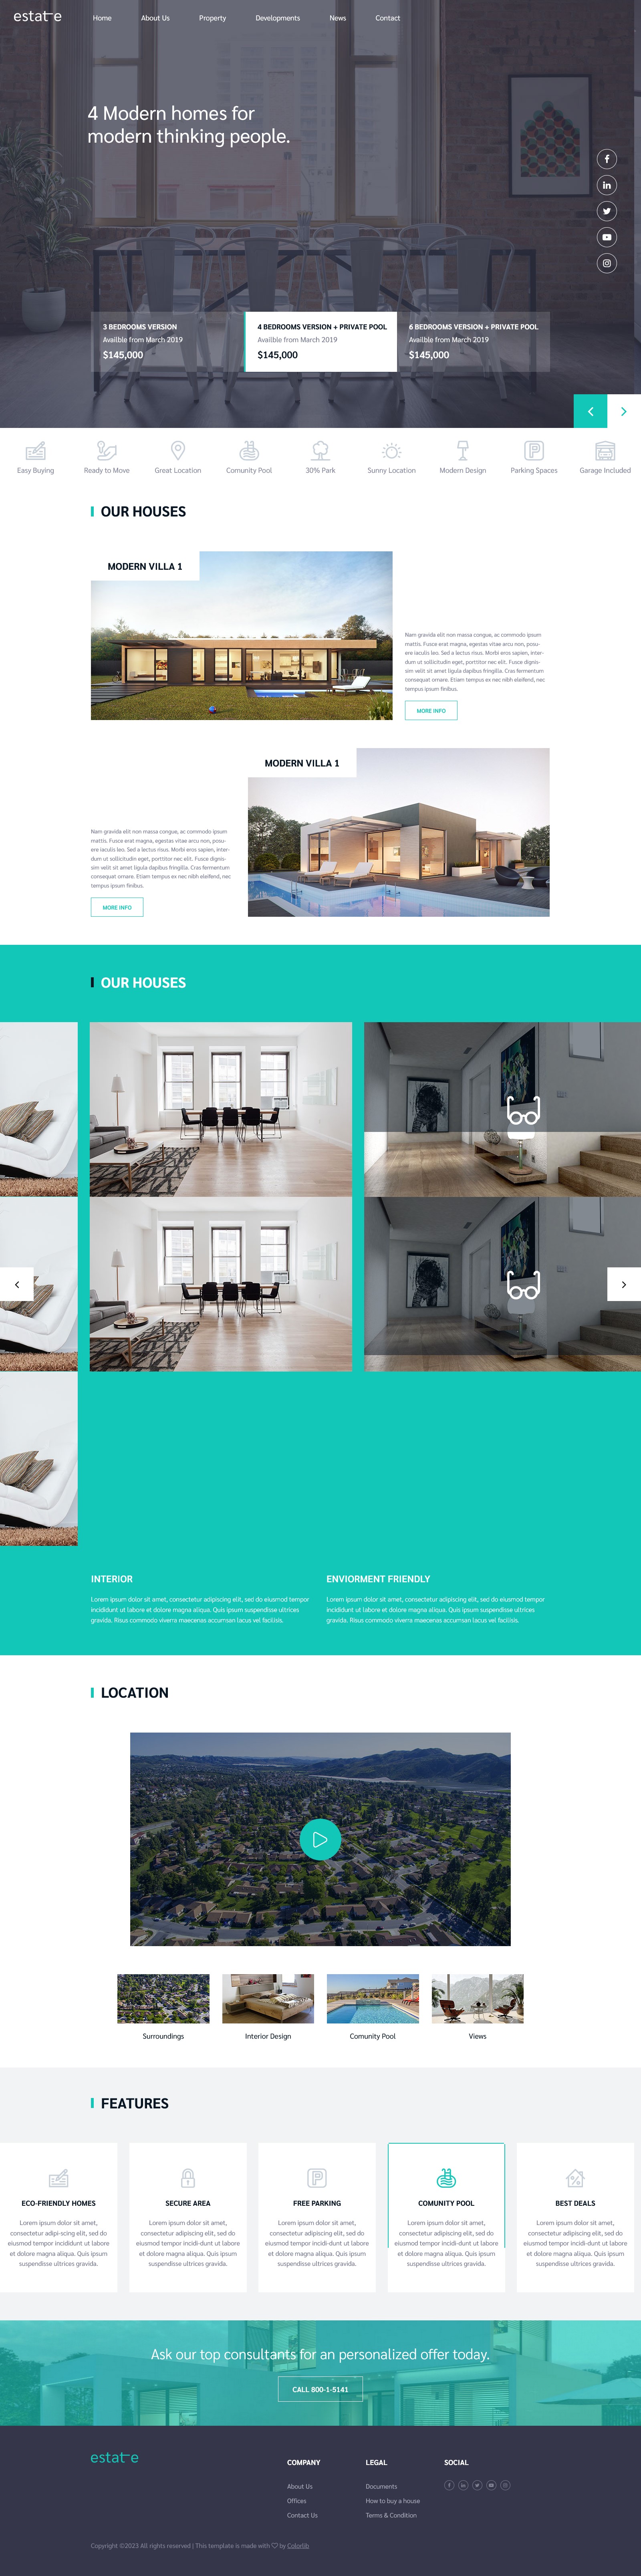 estate
Home About Us Property Developments News Contact
4 Modern homes for
modern thinking people.
3 BEDROOMS VERSION
Availble from March 2019
$145,000
4 BEDROOMS VERSION + PRIVATE POOL
Availble from March 2019
$145,000
6 BEDROOMS VERSION + PRIVATE POOL
Availble from March 2019
$145,000
Easy Buying Ready to Move Great Location Comunity Pool 30% Park Sunny Location Modern Design Parking Spaces Garage Included
OUR HOUSES
MODERN VILLA 1
Nam gravida elit non massa congue, ac commodo ipsum
mattis. Fusce erat magna, egestas vitae arcu non, posu-
ere iaculis leo. Sed a lectus risus. Morbi eros sapien, inter-
dum ut sollicitudin eget, porttitor nec elit. Fusce dignis-
sim velit sit amet ligula dapibus fringilla. Cras fermentum
consequat ornare. Etiam tempus ex nec nibh eleifend, nec
tempus ipsum finibus.
MORE INFO
MODERN VILLA 1
Nam gravida elit non massa congue, ac commodo ipsum
mattis. Fusce erat magna, egestas vitae arcu non, posu-
ere iaculis leo. Sed a lectus risus. Morbi eros sapien, inter-
dum ut sollicitudin eget, porttitor nec elit. Fusce dignis-
sim velit sit amet ligula dapibus fringilla. Cras fermentum
consequat ornare. Etiam tempus ex nec nibh eleifend, nec
tempus ipsum finibus.
MORE INFO
OUR HOUSES
INTERIOR
Lorem ipsum dolor sit amet, consectetur adipiscing elit, sed do eiusmod tempor
incididunt ut labore et dolore magna aliqua. Quis ipsum suspendisse ultrices
gravida. Risus commodo viverra maecenas accumsan lacus vel facilisis.
ENVIORMENT FRIENDLY
Lorem ipsum dolor sit amet, consectetur adipiscing elit, sed do eiusmod tempor
incididunt ut labore et dolore magna aliqua. Quis ipsum suspendisse ultrices
gravida. Risus commodo viverra maecenas accumsan lacus vel facilisis.
LOCATION
Surroundings Interior Design Comunity Pool Views
FEATURES
ECO-FRIENDLY HOMES
Lorem ipsum dolor sit amet,
consectetur adipi-scing elit, sed do
eiusmod tempor incididunt ut labore
et dolore magna aliqua. Quis ipsum
suspendisse ultrices gravida.
SECURE AREA
Lorem ipsum dolor sit amet,
consectetur adipiscing elit, sed do
eiusmod tempor incidi-dunt ut labore
et dolore magna aliqua. Quis ipsum
suspendisse ultrices gravida.
FREE PARKING
Lorem ipsum dolor sit amet,
consectetur adipiscing elit, sed do
eiusmod tempor incidi-dunt ut labore
et dolore magna aliqua. Quis ipsum
suspendisse ultrices gravida.
COMUNITY POOL
Lorem ipsum dolor sit amet,
consectetur adipiscing elit, sed do
eiusmod tempor incidi-dunt ut labore
et dolore magna aliqua. Quis ipsum
suspendisse ultrices gravida.
BEST DEALS
Lorem ipsum dolor sit amet,
consectetur adipiscing elit, sed do
eiusmod tempor incidi-dunt ut labore
et dolore magna aliqua. Quis ipsum
suspendisse ultrices gravida.
Ask our top consultants for an personalized offer today.
CALL 800-1-5141
estate
COMPANY
About Us
Offices
Contact Us
LEGAL
Documents
How to buy a house
Terms & Condition
SOCIAL
Copyright ©2023 All rights reserved | This template is made with ♡ by Colorlib